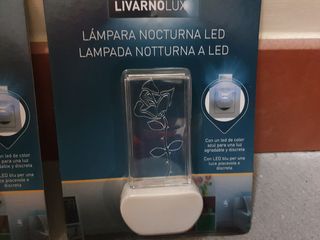 LIVARNOLUX
LÁMPARA NOCTURNA LED
LAMPADA NOTTURNA A LED
Con un led de color
azul para una luz
agradable y discreta
Con LED blu per una
luce piacevole e
discreta